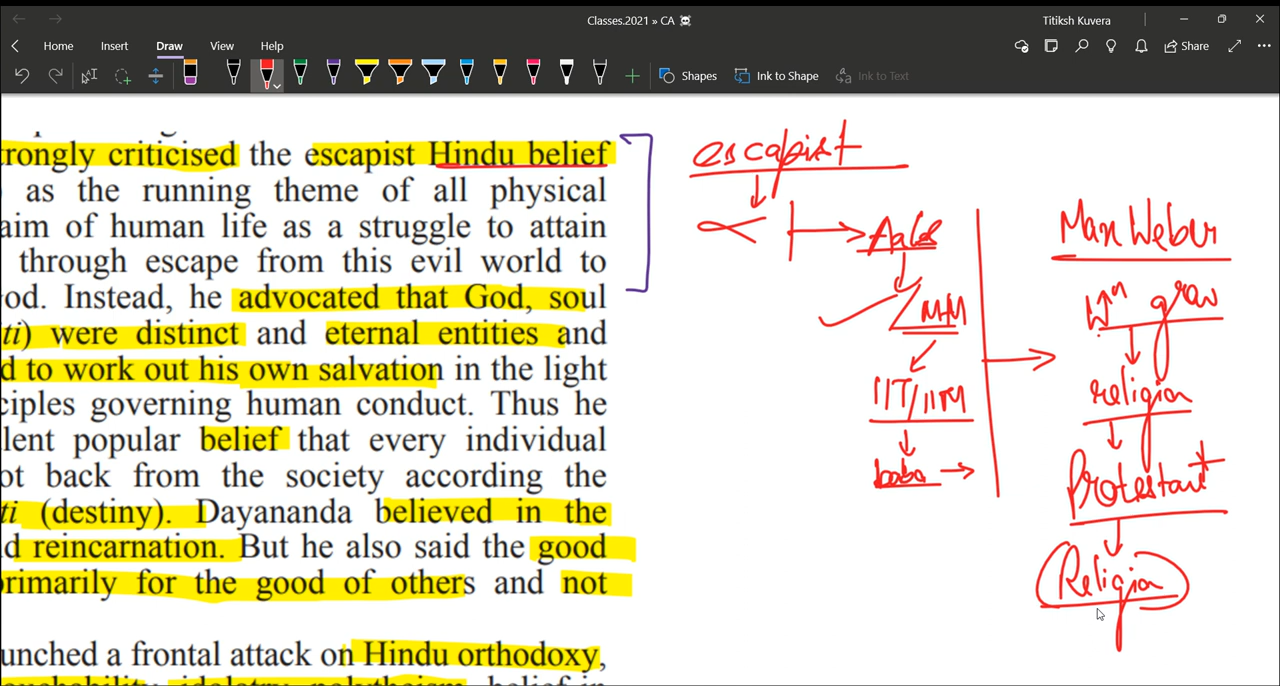 Classes.2021 » CA
Titiksh Kuvera
Home Insert Draw View Help
Share
Shapes
Ink to Shape
Ink to Text
rongly criticised the escapist Hindu belief
as the running theme of all physical
aim of human life as a struggle to attain
through escape from this evil world to
od. Instead, he advocated that God, soul
ti) were distinct and eternal entities and
d to work out his own salvation in the light
ciples governing human conduct. Thus he
lent popular belief that every individual
ot back from the society according the
ti (destiny). Dayananda believed in the
d reincarnation. But he also said the good
rimarily for the good of others and not
unched a frontal attack on Hindu orthodoxy,
idolatry, polytheism, belief in
escapist
MM
IIT/IIM
baba
Max Weber
religion
Protestant
Religion